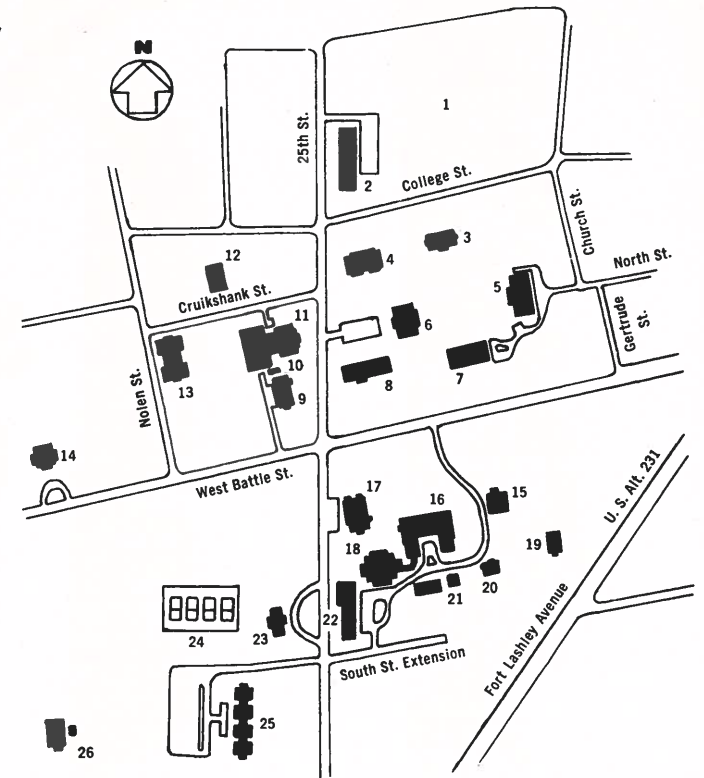 N
1
25th St.
2
College St.
Church St.
3
12
4
North St.
5
Cruikshank St.
11
6
Gertrude St.
10
7
8
Nolen St.
13
9
14
West Battle St.
17
16
15
U. S. Alt. 231
18
19
20
21
22
23
24
Fort Lashley Avenue
South St. Extension
25
26